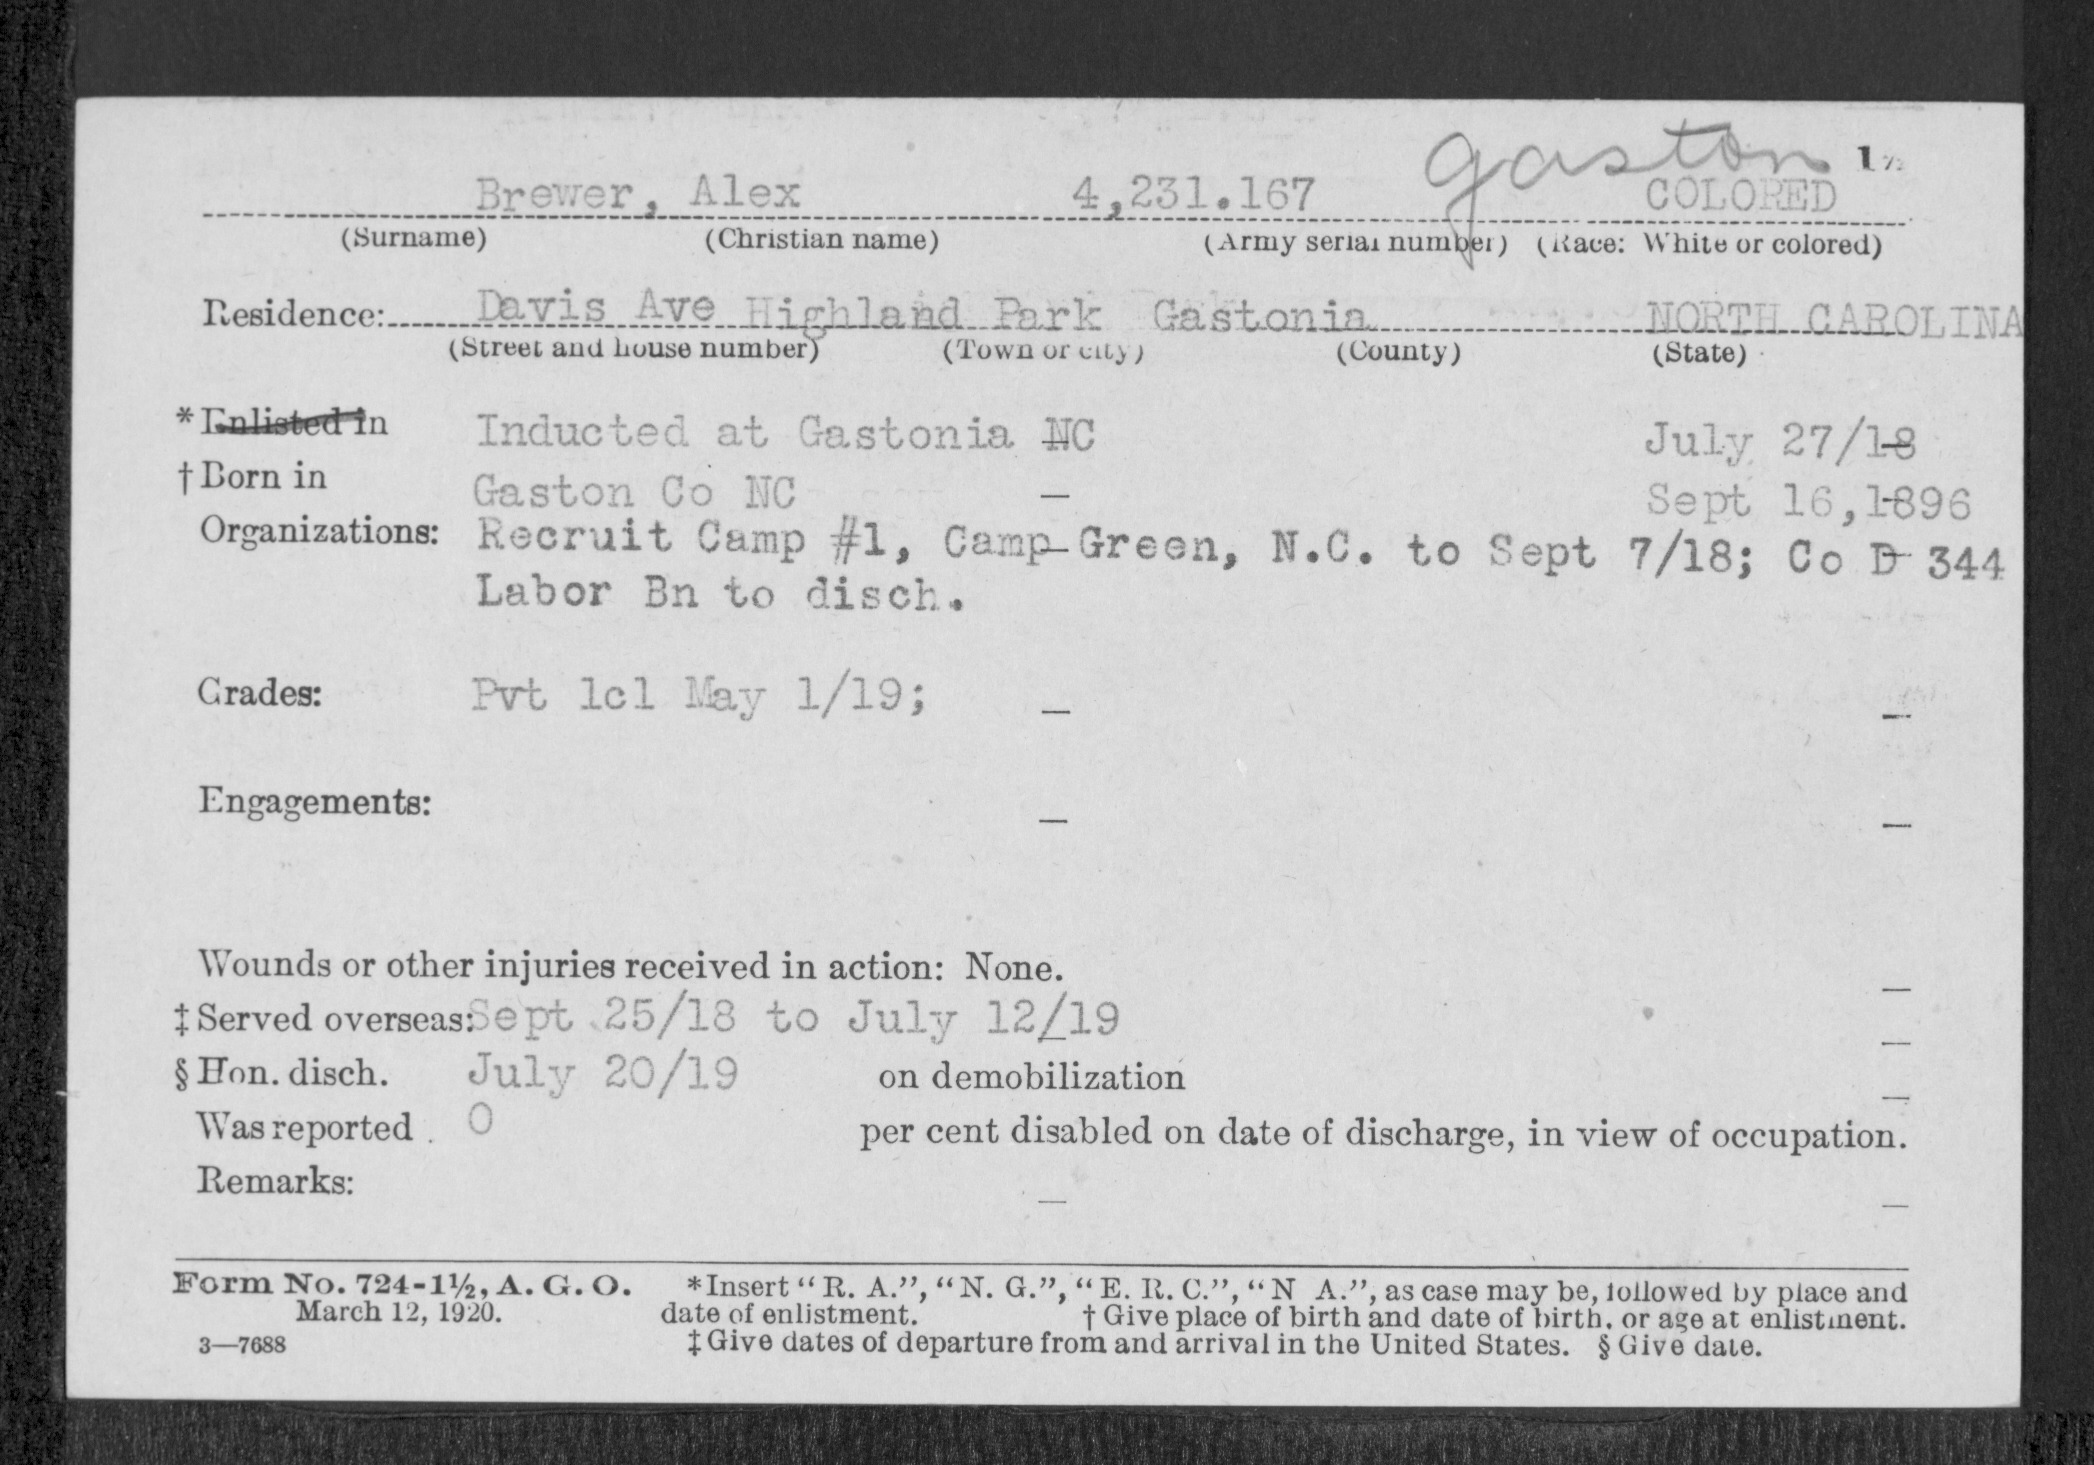 gaston 1½
Brewer, Alex 4,231.167 COLORED
(Surname) (Christian name) (Army serial number) (Race: White or colored)
Residence: Davis Ave Highland Park Gastonia NORTH CAROLINA
(Street and house number) (Town or city) (County) (State)
* Enlisted in Inducted at Gastonia NC July 27/18
† Born in Gaston Co NC — Sept 16,1896
Organizations: Recruit Camp #1, Camp Green, N.C. to Sept 7/18; Co D 344
Labor Bn to disch.
Grades: Pvt 1cl May 1/19; — —
Engagements: — —
Wounds or other injuries received in action: None. —
‡ Served overseas: Sept 25/18 to July 12/19 —
§ Hon. disch. July 20/19 on demobilization —
Was reported 0 per cent disabled on date of discharge, in view of occupation.
Remarks: — —
Form No. 724-1½, A. G. O. *Insert "R. A.", "N. G.", "E. R. C.", "N A.", as case may be, followed by place and
March 12, 1920. date of enlistment. † Give place of birth and date of birth, or age at enlistment.
3—7688 ‡ Give dates of departure from and arrival in the United States. § Give date.